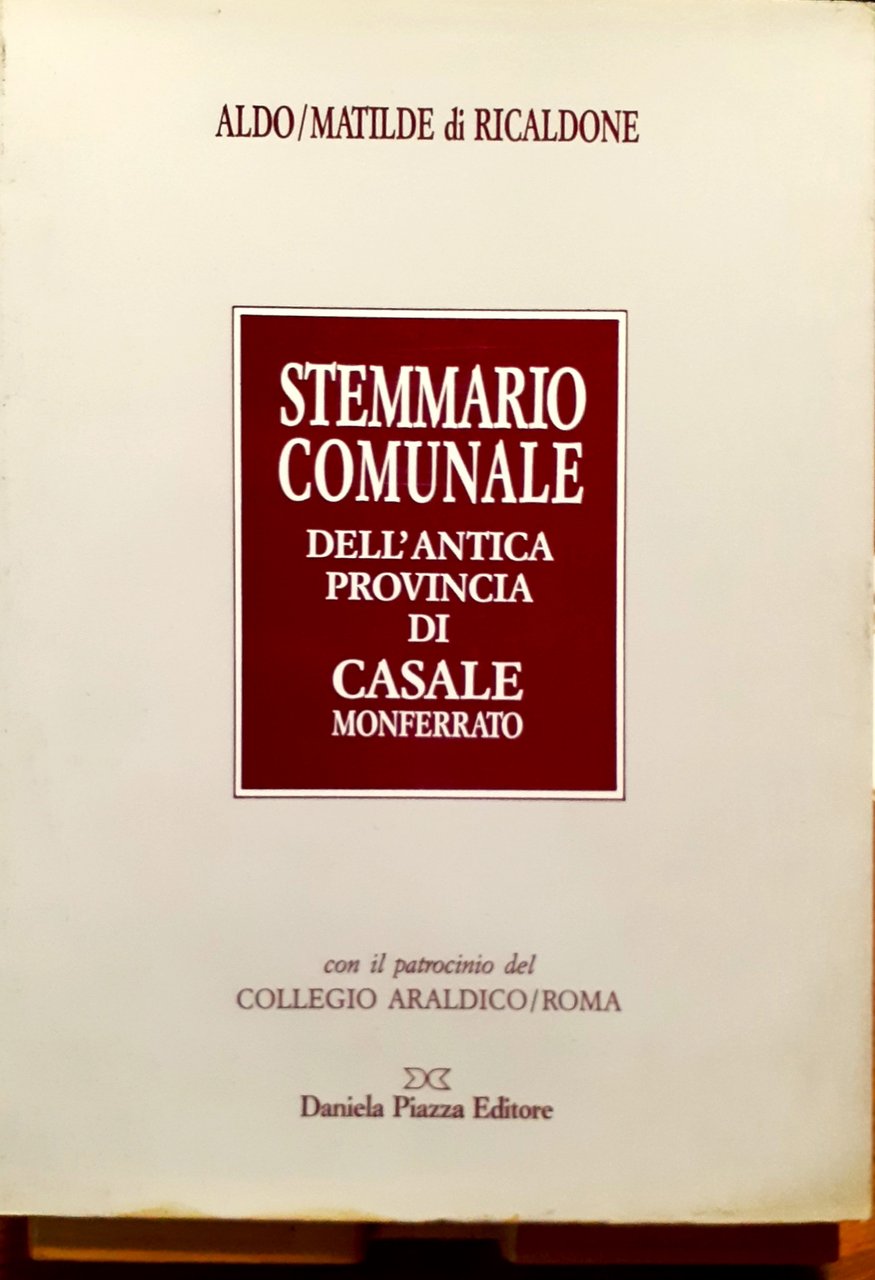 ALDO/MATILDE di RICALDONE
STEMMARIO
COMUNALE
DELL'ANTICA
PROVINCIA
DI
CASALE
MONFERRATO
con il patrocinio del
COLLEGIO ARALDICO/ROMA
Daniela Piazza Editore